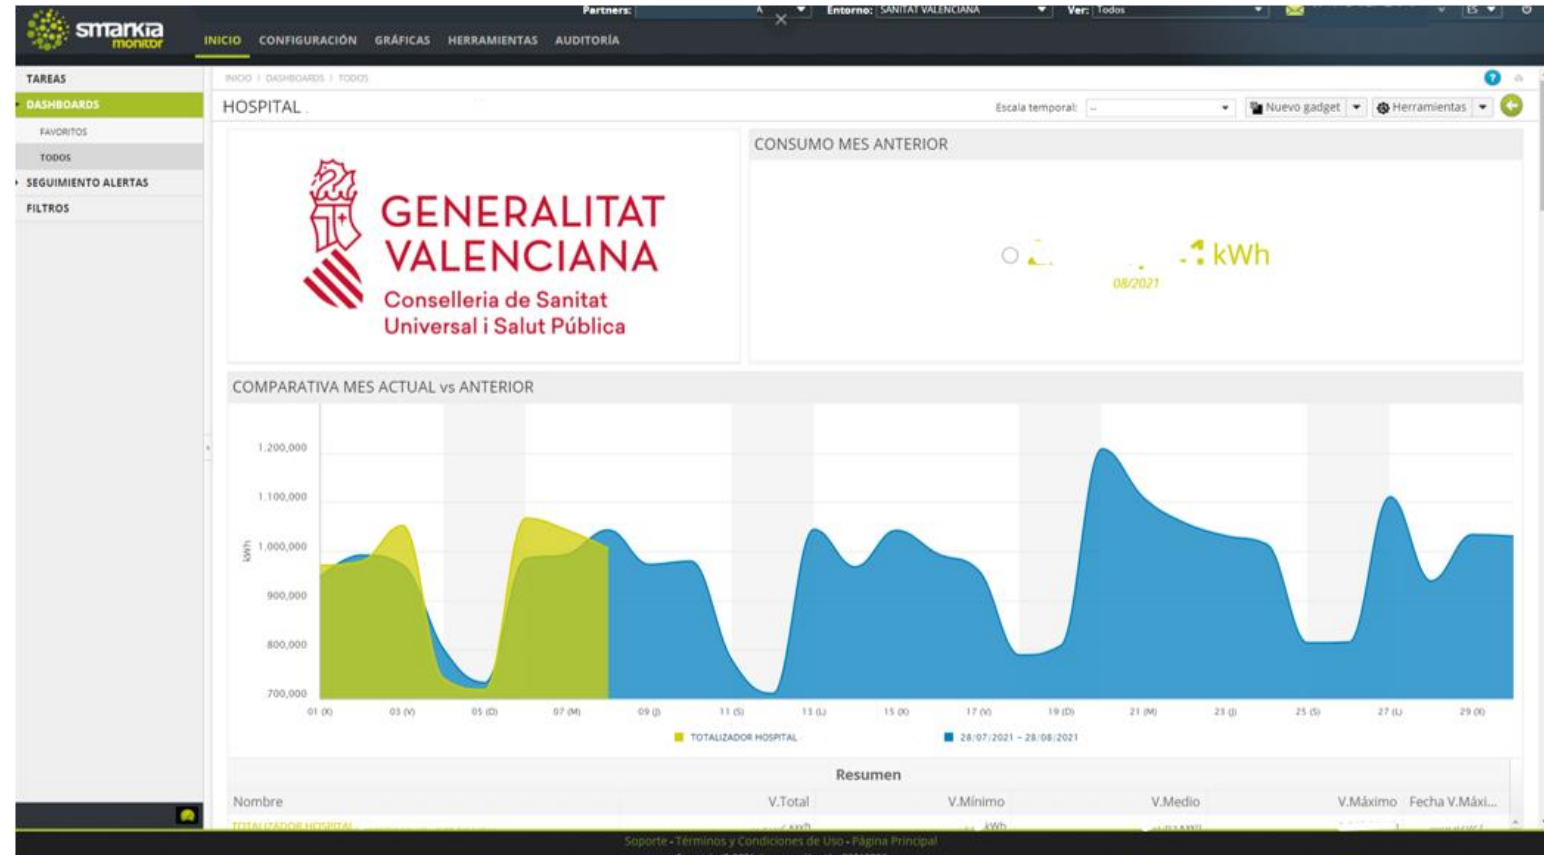 Partners:
Entorno: SANITAT VALENCIANA
Ver: Todos
ES
smarkia
monitor
INICIO CONFIGURACIÓN GRÁFICAS HERRAMIENTAS AUDITORÍA
TAREAS
DASHBOARDS
FAVORITOS
TODOS
SEGUIMIENTO ALERTAS
FILTROS
INICIO | DASHBOARDS | TODOS
?
HOSPITAL
Escala temporal: --
Nuevo gadget
Herramientas
GENERALITAT
VALENCIANA
Conselleria de Sanitat
Universal i Salut Pública
CONSUMO MES ANTERIOR
kWh
08/2021
COMPARATIVA MES ACTUAL vs ANTERIOR
kWh
1.200,000
1.100,000
1.000,000
900,000
800,000
700,000
01 (X) 03 (V) 05 (D) 07 (M) 09 (J) 11 (S) 13 (L) 15 (X) 17 (V) 19 (D) 21 (M) 23 (J) 25 (S) 27 (L) 29 (X)
TOTALIZADOR HOSPITAL
28/07/2021 - 28/08/2021
Resumen
Nombre V.Total V.Mínimo V.Medio V.Máximo Fecha V.Máxi...
TOTALIZADOR HOSPITAL
kWh
Soporte - Términos y Condiciones de Uso - Página Principal